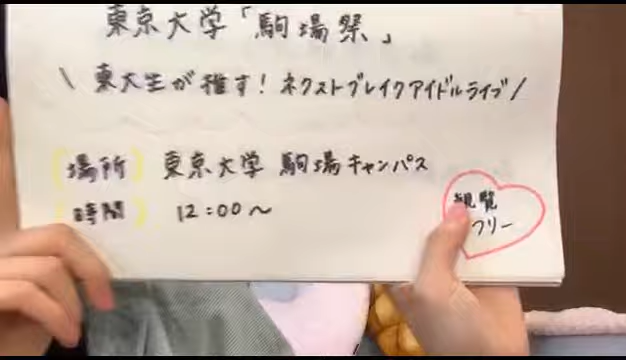 東京大学「駒場祭」
\ 東大生が推す！ネクストブレイクアイドルライブ /
[場所] 東京大学 駒場キャンパス
[時間] 12:00〜
観覧
フリー